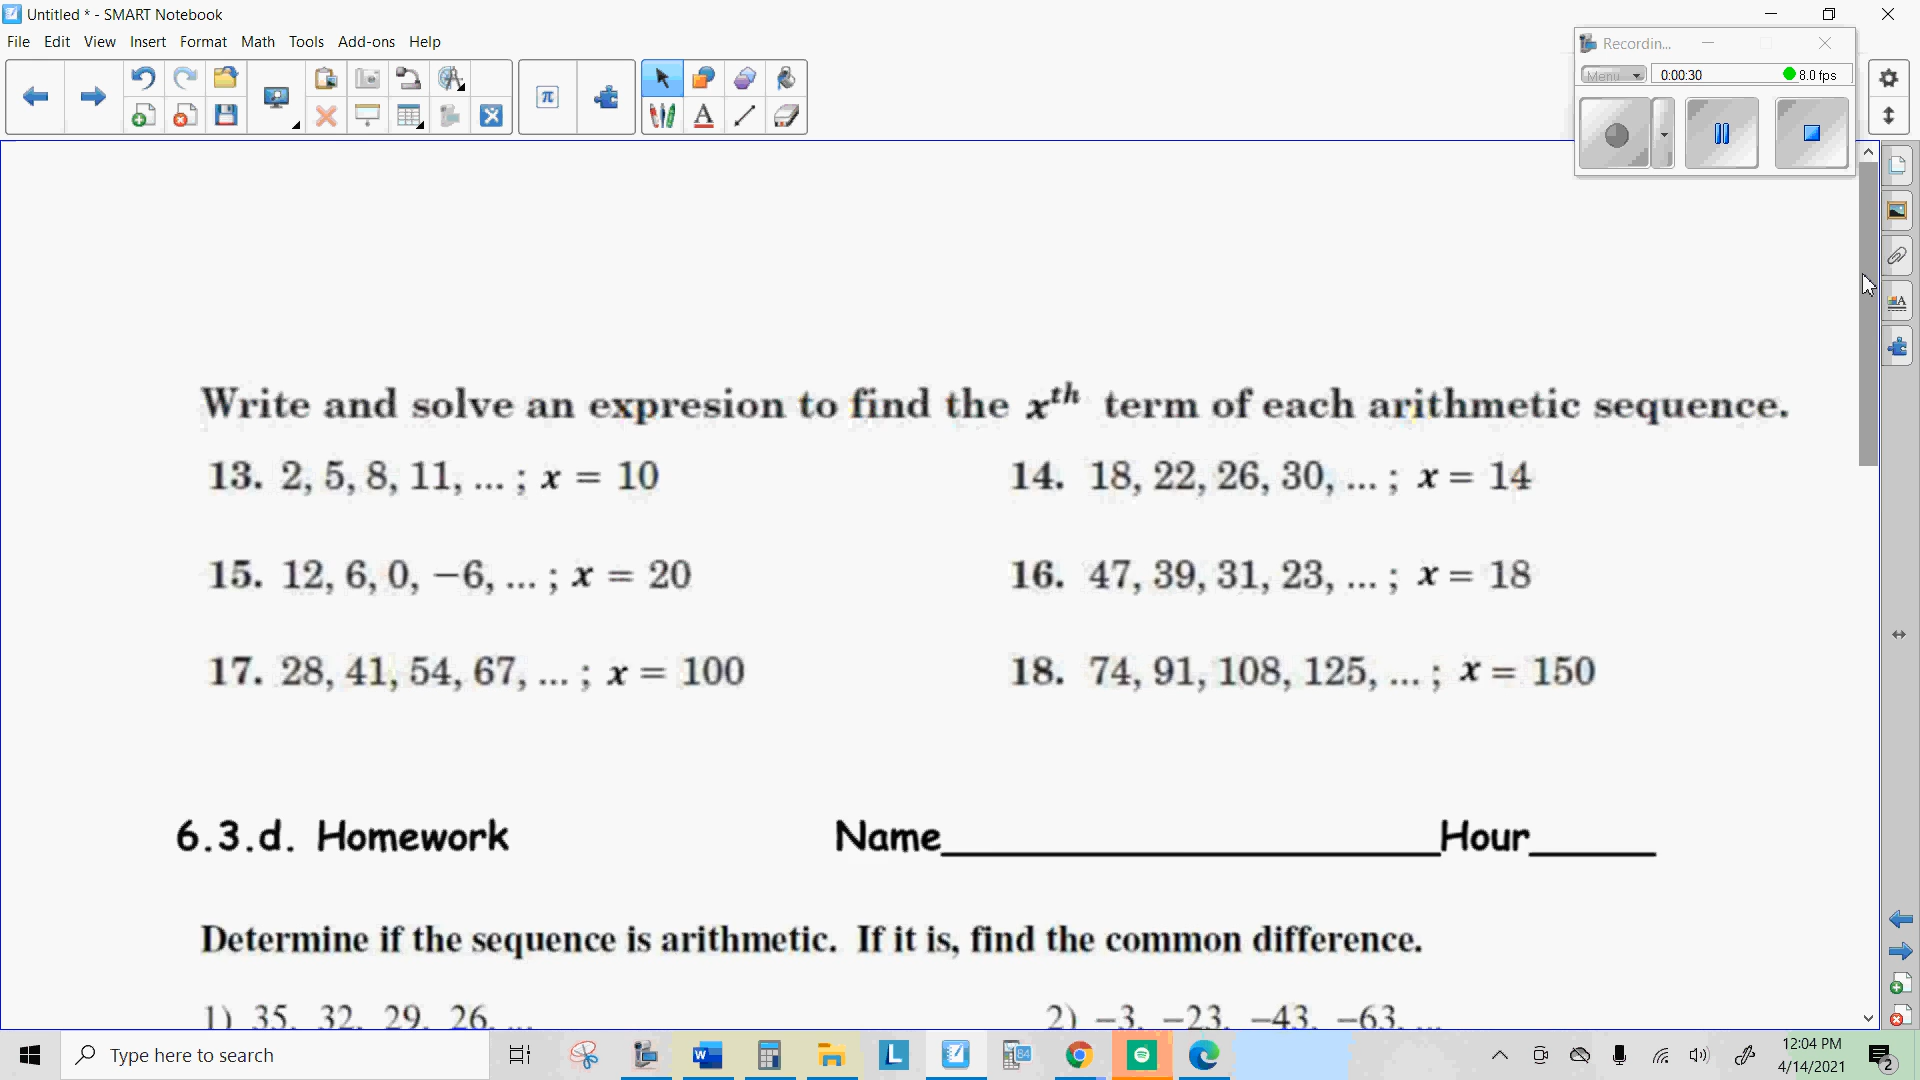 Untitled * - SMART Notebook
File Edit View Insert Format Math Tools Add-ons Help
Recordin...
Menu 0:00:30 8.0 fps
π
A
Write and solve an expresion to find the xth term of each arithmetic sequence.
13. 2, 5, 8, 11, ... ; x = 10
14. 18, 22, 26, 30, ... ; x = 14
15. 12, 6, 0, −6, ... ; x = 20
16. 47, 39, 31, 23, ... ; x = 18
17. 28, 41, 54, 67, ... ; x = 100
18. 74, 91, 108, 125, ... ; x = 150
6.3.d. Homework Name____________________Hour_____
Determine if the sequence is arithmetic. If it is, find the common difference.
1) 35, 32, 29, 26, ...
2) −3, −23, −43, −63, ...
Type here to search
W
L
84
12:04 PM
4/14/2021
2